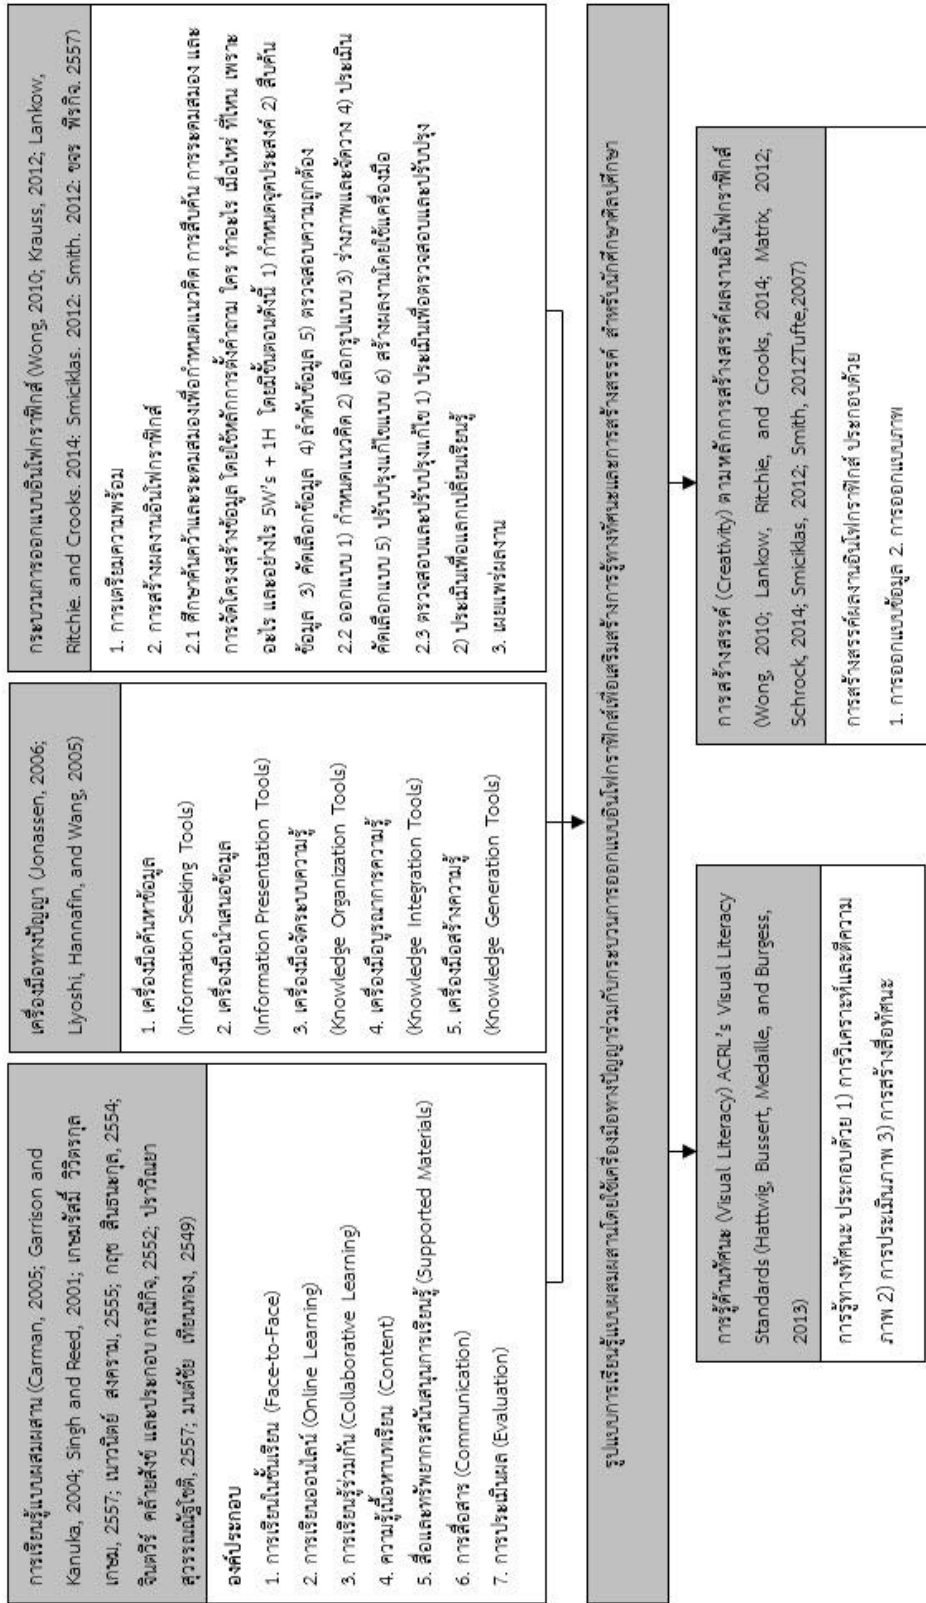 การเรียนรู้แบบผสมผสาน (Carman, 2005; Garrison and
Kanuka, 2004; Singh and Reed, 2001; เกษมรัสมิ์ วิวิตรกุล
เกษม, 2557; เนาวนิตย์ สงคราม, 2555; กฤช สินธนะกุล, 2554;
จินตวีร์ คล้ายสังข์ และประกอบ กรณีกิจ, 2552; ปราวีณยา
สุวรรณณัฐโชติ, 2557; มนต์ชัย เทียนทอง, 2549)
องค์ประกอบ
1. การเรียนในชั้นเรียน (Face-to-Face)
2. การเรียนออนไลน์ (Online Learning)
3. การเรียนรู้ร่วมกัน (Collaborative Learning)
4. ความรู้เนื้อหาบทเรียน (Content)
5. สื่อและทรัพยากรสนับสนุนการเรียนรู้ (Supported Materials)
6. การสื่อสาร (Communication)
7. การประเมินผล (Evaluation)
เครื่องมือทางปัญญา (Jonassen, 2006;
Liyoshi, Hannafin, and Wang, 2005)
1. เครื่องมือค้นหาข้อมูล
(Information Seeking Tools)
2. เครื่องมือนำเสนอข้อมูล
(Information Presentation Tools)
3. เครื่องมือจัดระบบความรู้
(Knowledge Organization Tools)
4. เครื่องมือบูรณาการความรู้
(Knowledge Integration Tools)
5. เครื่องมือสร้างความรู้
(Knowledge Generation Tools)
กระบวนการออกแบบอินโฟกราฟิกส์ (Wong, 2010; Krauss, 2012; Lankow,
Ritchie. and Crooks. 2014: Smiciklas. 2012: Smith. 2012: ขจร พีรกิจ. 2557)
1. การเตรียมความพร้อม
2. การสร้างผลงานอินโฟกราฟิกส์
2.1 ศึกษาค้นคว้าและระดมสมองเพื่อกำหนดแนวคิด การสืบค้น การระดมสมอง และ
การจัดโครงสร้างข้อมูล โดยใช้หลักการตั้งคำถาม ใคร ทำอะไร เมื่อไหร่ ที่ไหน เพราะ
อะไร และอย่างไร 5W's + 1H โดยมีขั้นตอนดังนี้ 1) กำหนดจุดประสงค์ 2) สืบค้น
ข้อมูล 3) คัดเลือกข้อมูล 4) ลำดับข้อมูล 5) ตรวจสอบความถูกต้อง
2.2 ออกแบบ 1) กำหนดแนวคิด 2) เลือกรูปแบบ 3) ร่างภาพและจัดวาง 4) ประเมิน
คัดเลือกแบบ 5) ปรับปรุงแก้ไขแบบ 6) สร้างผลงานโดยใช้เครื่องมือ
2.3 ตรวจสอบและปรับปรุงแก้ไข 1) ประเมินเพื่อตรวจสอบและปรับปรุง
2) ประเมินเพื่อแลกเปลี่ยนเรียนรู้
3. เผยแพร่ผลงาน
รูปแบบการเรียนรู้แบบผสมผสานโดยใช้เครื่องมือทางปัญญาร่วมกับกระบวนการออกแบบอินโฟกราฟิกส์เพื่อเสริมสร้างการรู้ทางทัศนะและการสร้างสรรค์ สำหรับนักศึกษาศิลปศึกษา
การรู้ด้านทัศนะ (Visual Literacy) ACRL's Visual Literacy
Standards (Hattwig, Bussert, Medaille, and Burgess,
2013)
การรู้ทางทัศนะ ประกอบด้วย 1) การวิเคราะห์และตีความ
ภาพ 2) การประเมินภาพ 3) การสร้างสื่อทัศนะ
การสร้างสรรค์ (Creativity) ตามหลักการสร้างสรรค์ผลงานอินโฟกราฟิกส์
(Wong, 2010; Lankow, Ritchie, and Crooks, 2014; Matrix, 2012;
Schrock, 2014; Smiciklas, 2012; Smith, 2012Tufte,2007)
การสร้างสรรค์ผลงานอินโฟกราฟิกส์ ประกอบด้วย
1. การออกแบบข้อมูล 2. การออกแบบภาพ